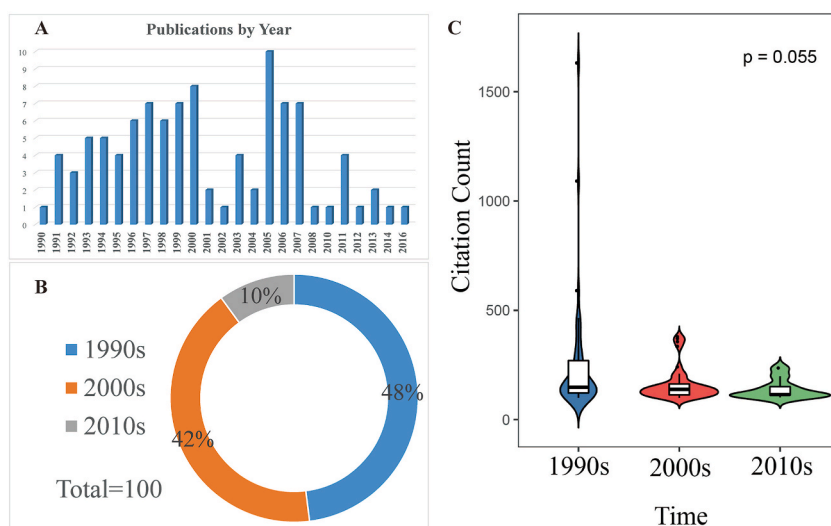 A
Publications by Year
10
9
8
7
6
5
4
3
2
1
0
1990 1991 1992 1993 1994 1995 1996 1997 1998 1999 2000 2001 2002 2003 2004 2005 2006 2007 2008 2010 2011 2012 2013 2014 2016
B
1990s
2000s
2010s
Total=100
10%
48%
42%
C
p = 0.055
Citation Count
1500
1000
500
0
1990s 2000s 2010s
Time